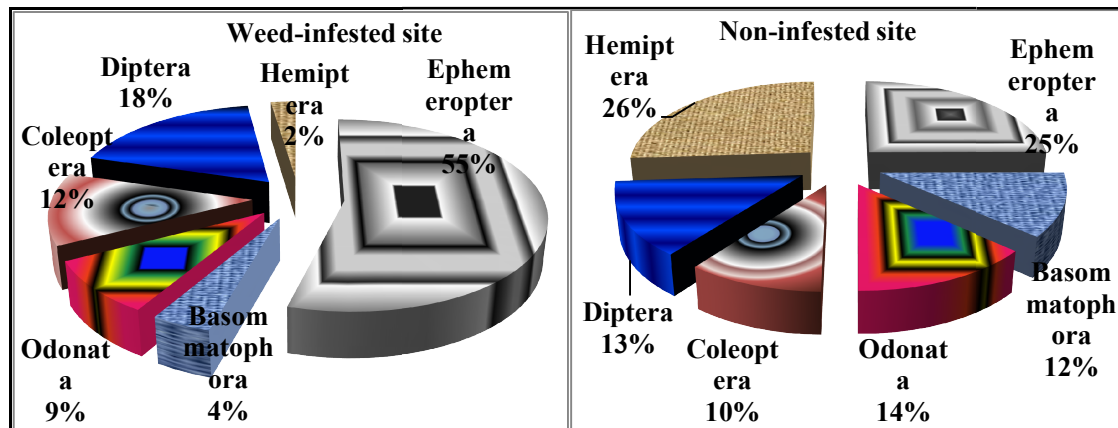 Weed-infested site
Diptera
18%
Hemipt
era
2%
Ephem
eropter
a
55%
Coleopt
era
12%
Odonat
a
9%
Basom
matoph
ora
4%
Non-infested site
Hemipt
era
26%
Ephem
eropter
a
25%
Diptera
13%
Coleopt
era
10%
Odonat
a
14%
Basom
matoph
ora
12%